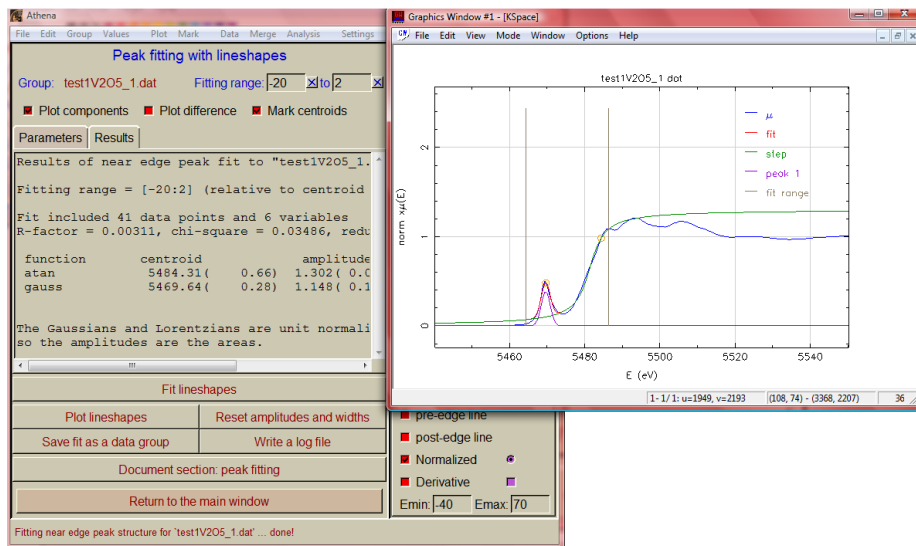 Athena
File Edit Group Values Plot Mark Data Merge Analysis Settings
Peak fitting with lineshapes
Group: test1V2O5_1.dat Fitting range: -20 to 2
Plot components Plot difference Mark centroids
Parameters Results
Results of near edge peak fit to "test1V2O5_1.
Fitting range = [-20:2] (relative to centroid
Fit included 41 data points and 6 variables
R-factor = 0.00311, chi-square = 0.03486, redu
function centroid amplitude
atan 5484.31( 0.66) 1.302( 0.0
gauss 5469.64( 0.28) 1.148( 0.1
The Gaussians and Lorentzians are unit normali
so the amplitudes are the areas.
Fit lineshapes
Plot lineshapes Reset amplitudes and widths
Save fit as a data group Write a log file
Document section: peak fitting
Return to the main window
Fitting near edge peak structure for `test1V2O5_1.dat' ... done!
Graphics Window #1 - [KSpace]
GW File Edit View Mode Window Options Help
test1V2O5_1 dat
μ
fit
step
peak 1
fit range
norm xμ(E)
2
1
0
5460 5480 5500 5520 5540
E (eV)
1- 1/ 1: u=1949, v=2193 (108, 74) - (3368, 2207) 36
pre-edge line
post-edge line
Normalized
Derivative
Emin: -40 Emax: 70